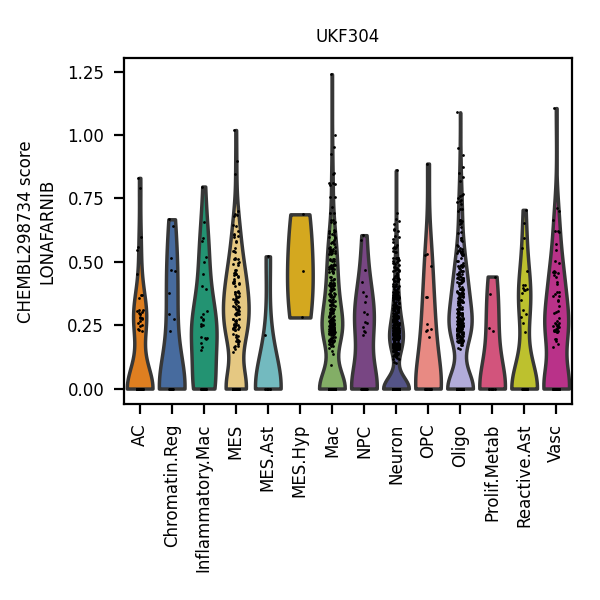 UKF304
CHEMBL298734 score
LONAFARNIB
1.25
1.00
0.75
0.50
0.25
0.00
AC
Chromatin.Reg
Inflammatory.Mac
MES
MES.Ast
MES.Hyp
Mac
NPC
Neuron
OPC
Oligo
Prolif.Metab
Reactive.Ast
Vasc